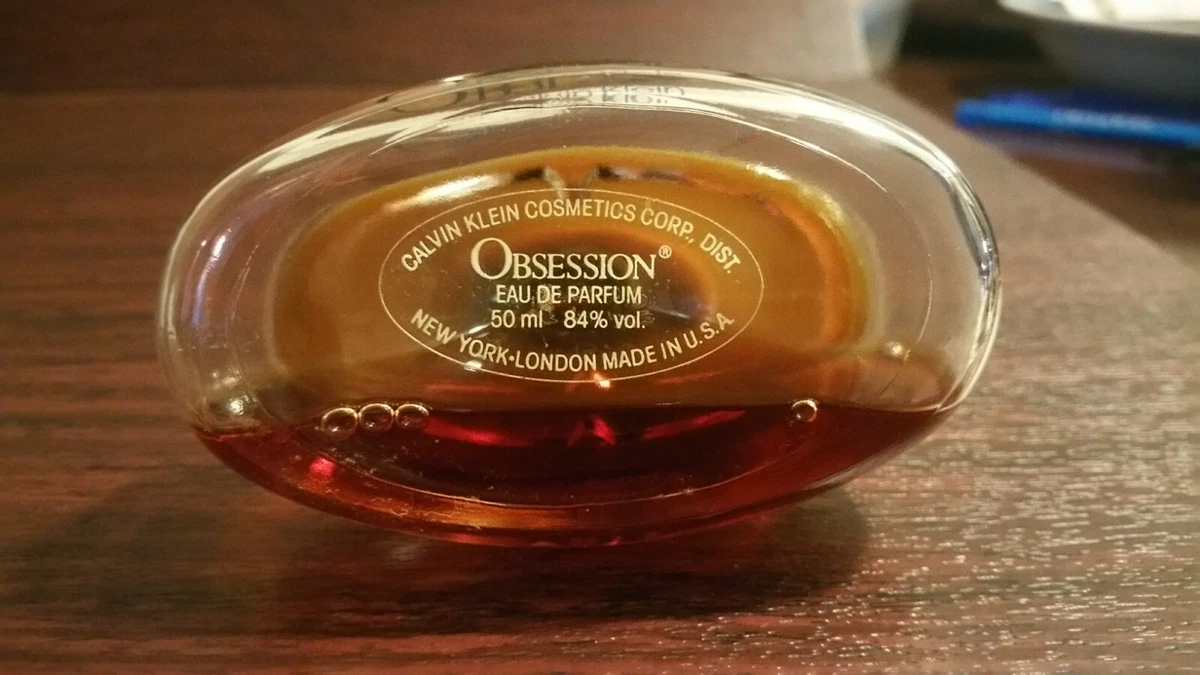 CALVIN KLEIN COSMETICS CORP., DIST.
OBSESSION®
EAU DE PARFUM
50 ml 84% vol.
NEW YORK•LONDON MADE IN U.S.A